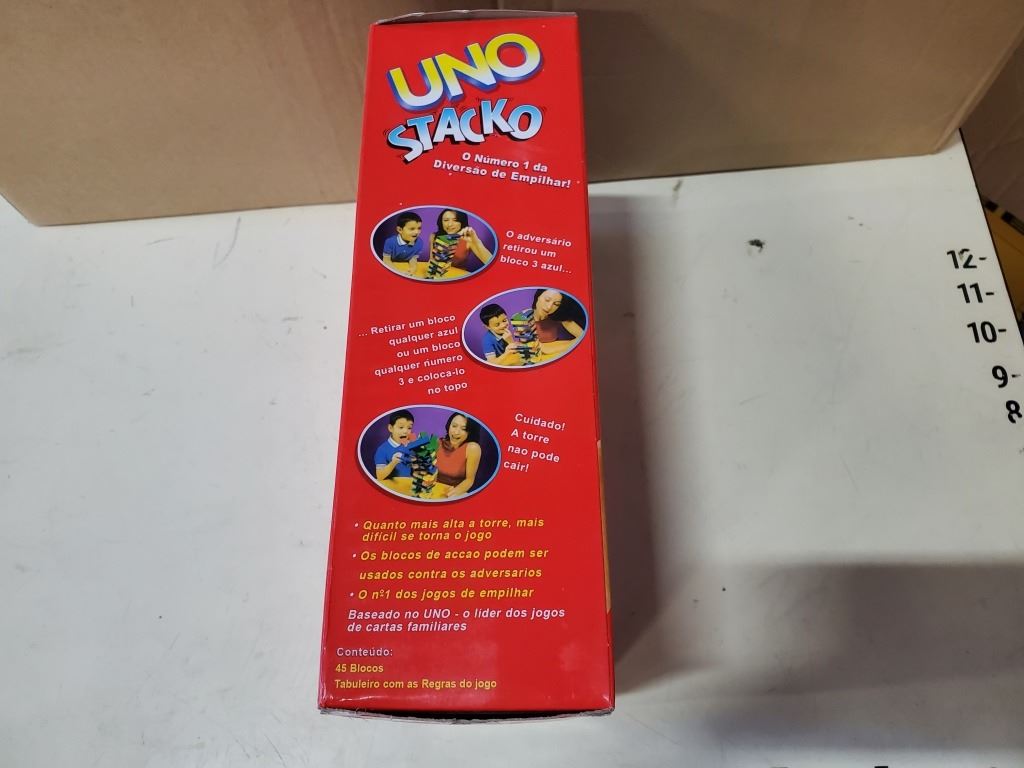 UNO
STACKO
O Número 1 da
Diversão de Empilhar!
O adversário
retirou um
bloco 3 azul...
... Retirar um bloco
qualquer azul
ou um bloco
qualquer número
3 e coloca-lo
no topo
Cuidado!
A torre
nao pode
cair!
• Quanto mais alta a torre, mais
difícil se torna o jogo
• Os blocos de accao podem ser
usados contra os adversarios
• O nº1 dos jogos de empilhar
Baseado no UNO - o líder dos jogos
de cartas familiares
Conteúdo:
45 Blocos
Tabuleiro com as Regras do jogo
12-
11-
10-
9-
8